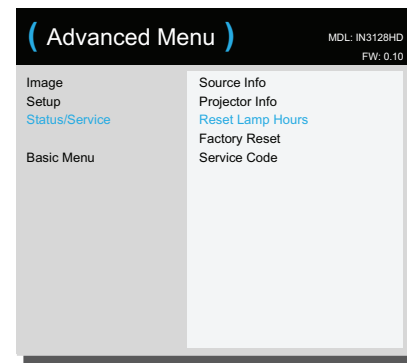 ( Advanced Menu )
MDL: IN3128HD
FW: 0.10
Image
Setup
Status/Service
Basic Menu
Source Info
Projector Info
Reset Lamp Hours
Factory Reset
Service Code